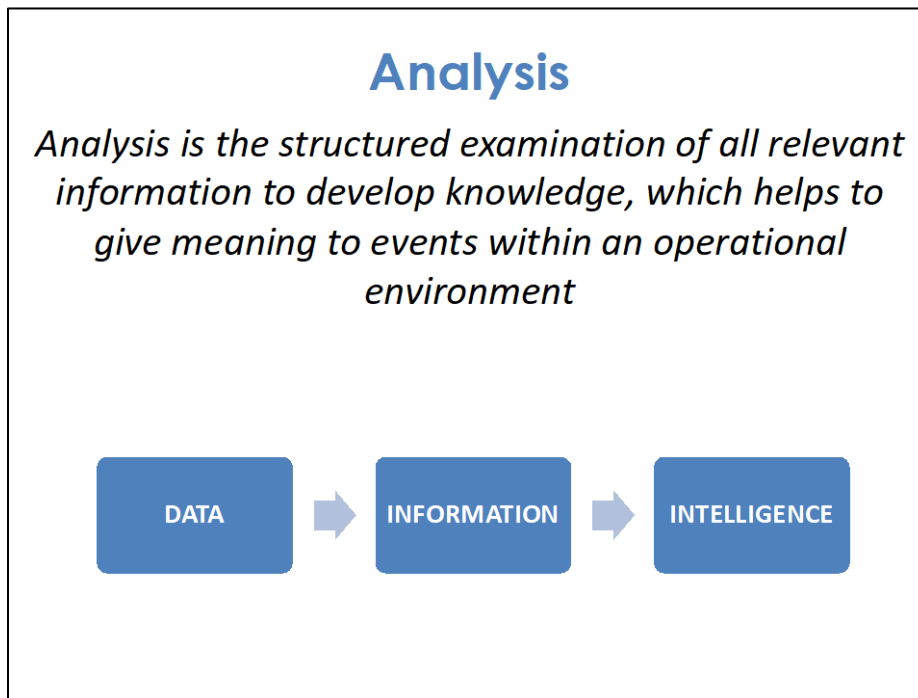 Analysis
Analysis is the structured examination of all relevant
information to develop knowledge, which helps to
give meaning to events within an operational
environment
DATA
INFORMATION
INTELLIGENCE